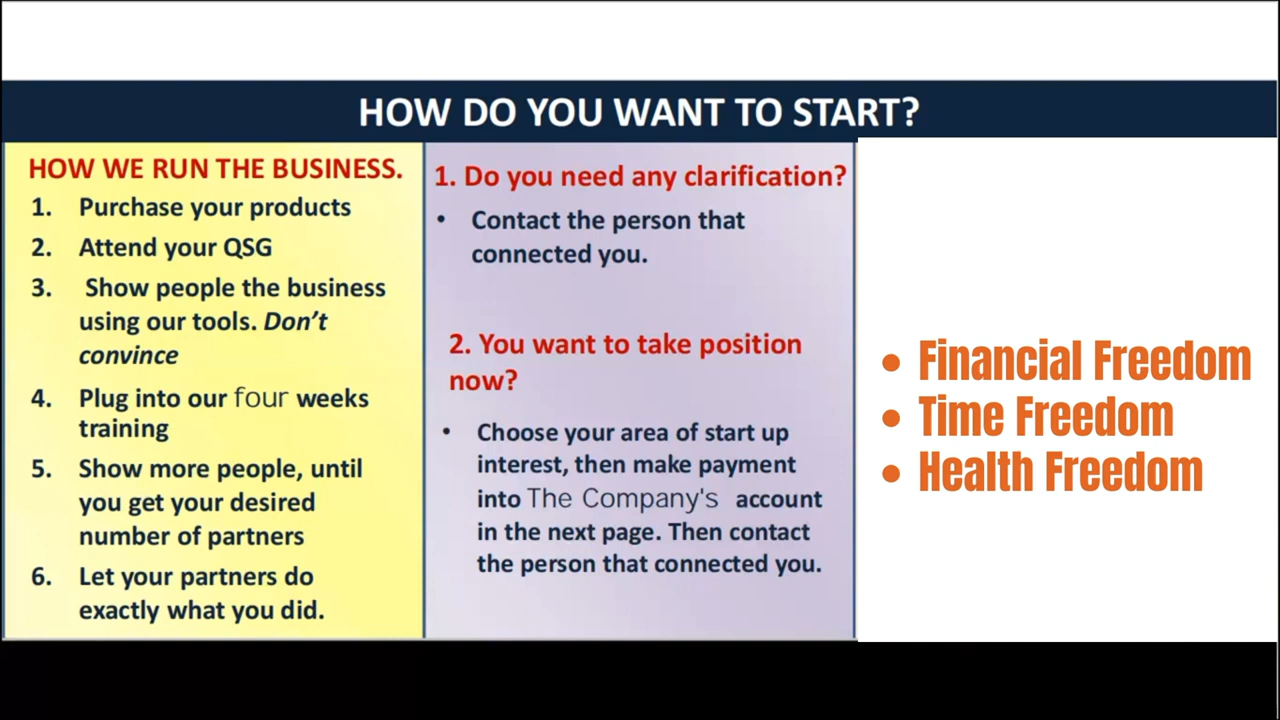 HOW DO YOU WANT TO START?
HOW WE RUN THE BUSINESS.
1. Purchase your products
2. Attend your QSG
3. Show people the business
using our tools. Don't
convince
4. Plug into our four weeks
training
5. Show more people, until
you get your desired
number of partners
6. Let your partners do
exactly what you did.
1. Do you need any clarification?
• Contact the person that
connected you.
2. You want to take position
now?
• Choose your area of start up
interest, then make payment
into The Company's account
in the next page. Then contact
the person that connected you.
• Financial Freedom
• Time Freedom
• Health Freedom